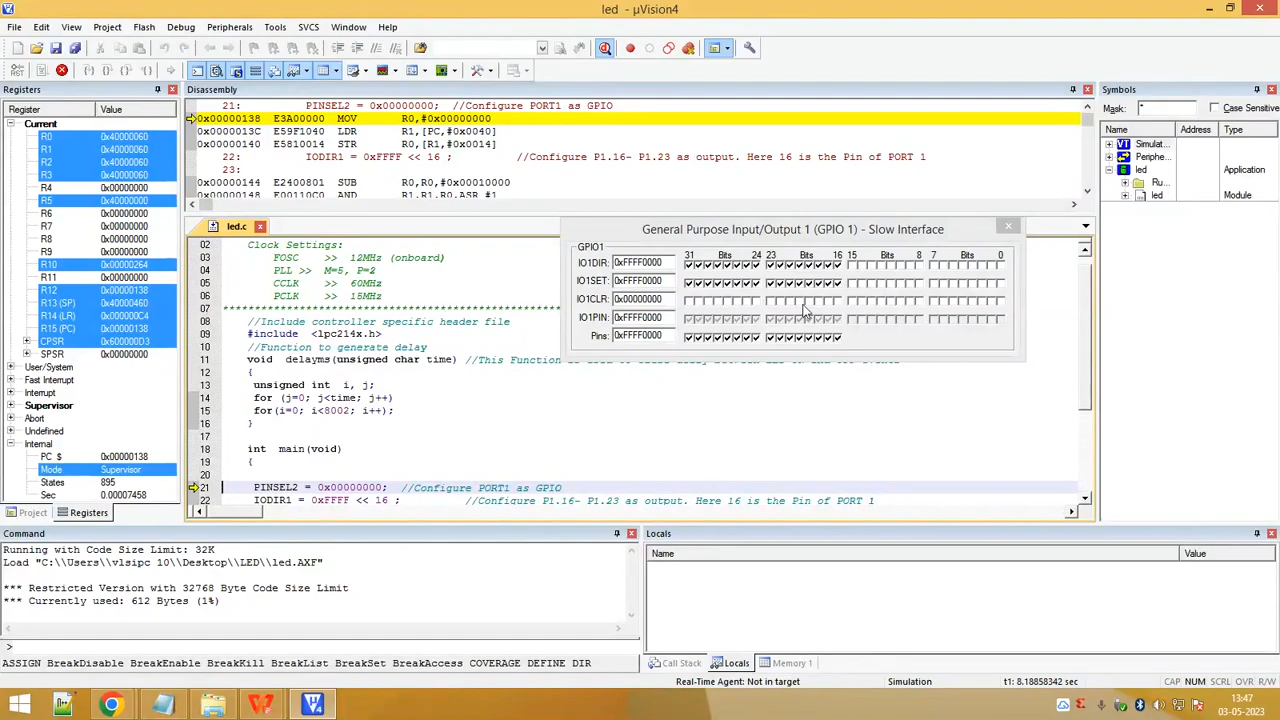 led - µVision4
File Edit View Project Flash Debug Peripherals Tools SVCS Window Help
Registers
Register Value
Current
R0 0x40000060
R1 0x40000060
R2 0x40000060
R3 0x40000060
R4 0x00000000
R5 0x40000060
R6 0x00000000
R7 0x00000000
R8 0x00000000
R9 0x00000000
R10 0x00000264
R11 0x00000000
R12 0x40000060
R13 (SP) 0x40000460
R14 (LR) 0x40000264
R15 (PC) 0x00000138
CPSR 0x600000D3
SPSR 0x00000000
User/System
Fast Interrupt
Interrupt
Supervisor
Abort
Undefined
Internal
PC $ 0x00000138
Mode Supervisor
States 895
Sec 0.00007458
Project Registers
Disassembly
21: PINSEL2 = 0x00000000; //Configure PORT1 as GPIO
0x00000138 E3A00000 MOV R0,#0x00000000
0x0000013C E59F1040 LDR R1,[PC,#0x0040]
0x00000140 E5810014 STR R0,[R1,#0x0014]
22: IODIR1 = 0xFFFF << 16 ; //Configure P1.16- P1.23 as output. Here 16 is the Pin of PORT 1
23:
0x00000144 E2400801 SUB R0,R0,#0x00010000
0x00000148 E00110C0 AND R1,R1,R0,ASR #1
led.c
02 Clock Settings:
03 FOSC >> 12MHz (onboard)
04 PLL >> M=5, P=2
05 CCLK >> 60MHz
06 PCLK >> 15MHz
07
08 //Include controller specific header file
09 #include <lpc214x.h>
10 //Function to generate delay
11 void delayms(unsigned char time)
12 {
13 unsigned int i, j;
14 for (j=0; j<time; j++)
15 for(i=0; i<8002; i++);
16 }
17
18 int main(void)
19 {
20
21 PINSEL2 = 0x00000000; //Configure PORT1 as GPIO
22 IODIR1 = 0xFFFF << 16 ; //Configure P1.16- P1.23 as output. Here 16 is the Pin of PORT 1
General Purpose Input/Output 1 (GPIO 1) - Slow Interface
GPIO1
31 Bits 24 23 Bits 16 15 Bits 8 7 Bits 0
IO1DIR: 0xFFFF0000
IO1SET: 0xFFFF0000
IO1CLR: 0x00000000
IO1PIN: 0xFFFF0000
Pins: 0xFFFF0000
Symbols
Mask: * Case Sensitive
Name Address Type
Simulat...
Periphe...
led Application
Ru...
led Module
Command
Running with Code Size Limit: 32K
Load "C:\\Users\\vlsipc 10\\Desktop\\LED\\led.AXF"
*** Restricted Version with 32768 Byte Code Size Limit
*** Currently used: 612 Bytes (1%)
>
ASSIGN BreakDisable BreakEnable BreakKill BreakList BreakSet BreakAccess COVERAGE DEFINE DIR
Locals
Name Value
Call Stack Locals Memory 1
Real-Time Agent: Not in target Simulation t1: 8.18858342 sec CAP NUM SCRL OVR R/W
13:47
03-05-2023